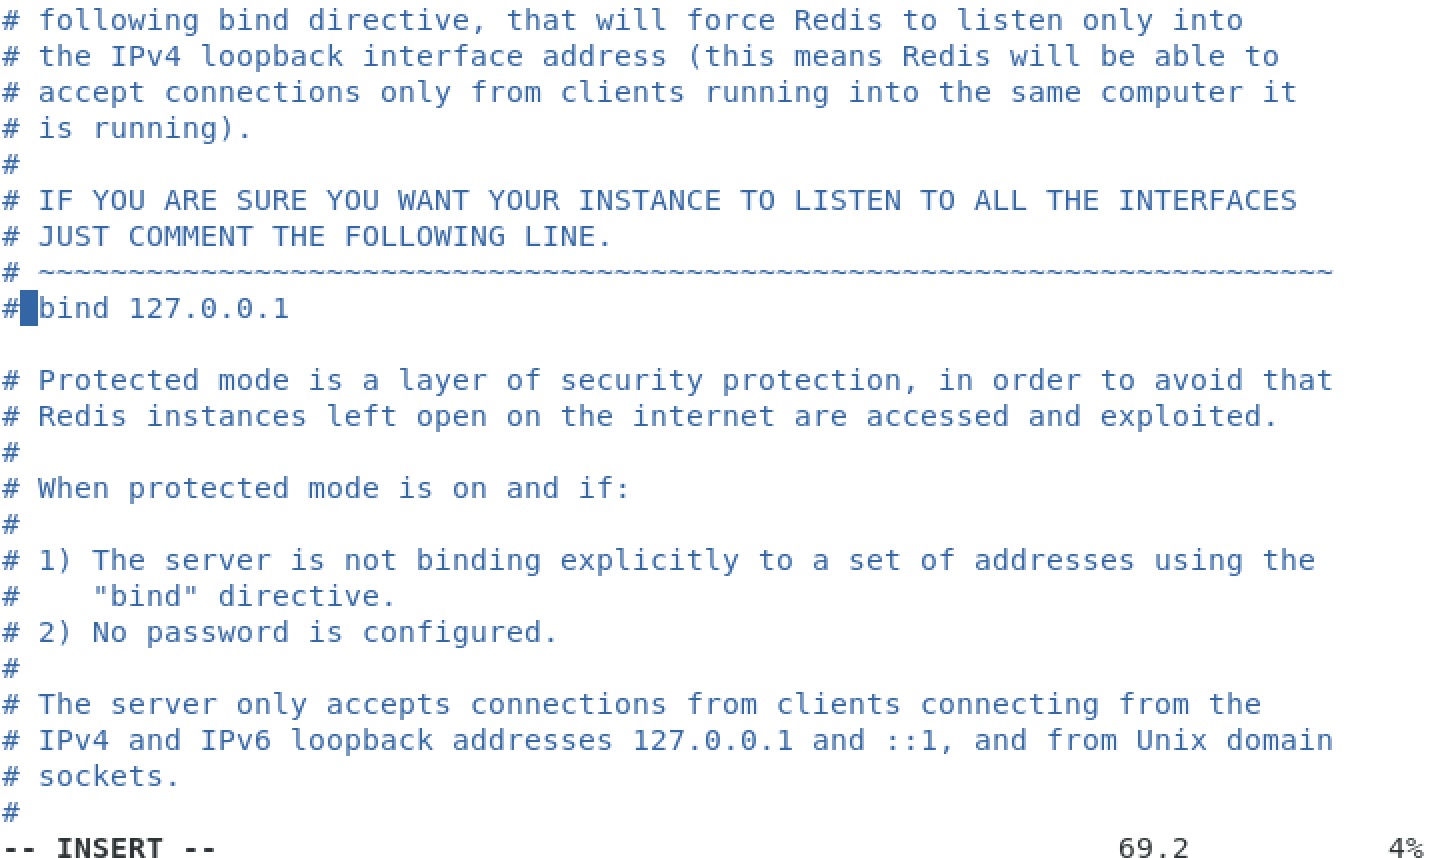 # following bind directive, that will force Redis to listen only into
# the IPv4 loopback interface address (this means Redis will be able to
# accept connections only from clients running into the same computer it
# is running).
#
# IF YOU ARE SURE YOU WANT YOUR INSTANCE TO LISTEN TO ALL THE INTERFACES
# JUST COMMENT THE FOLLOWING LINE.
# ~~~~~~~~~~~~~~~~~~~~~~~~~~~~~~~~~~~~~~~~~~~~~~~~~~~~~~~~~~~~~~~~~~~~~~~~
# bind 127.0.0.1

# Protected mode is a layer of security protection, in order to avoid that
# Redis instances left open on the internet are accessed and exploited.
#
# When protected mode is on and if:
#
# 1) The server is not binding explicitly to a set of addresses using the
#    "bind" directive.
# 2) No password is configured.
#
# The server only accepts connections from clients connecting from the
# IPv4 and IPv6 loopback addresses 127.0.0.1 and ::1, and from Unix domain
# sockets.
#
-- INSERT -- 69.2 4%